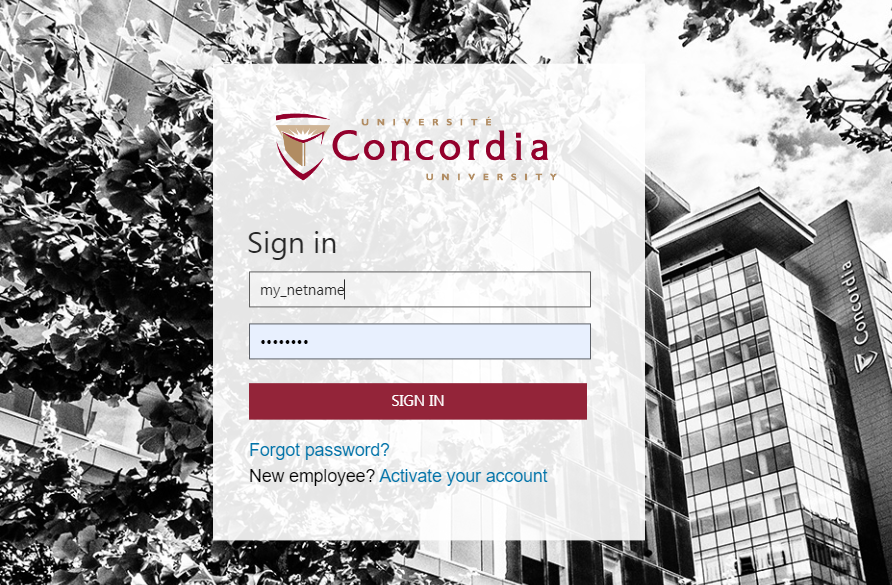 UNIVERSITÉ
Concordia
UNIVERSITY
Sign in
my_netname
••••••••
SIGN IN
Forgot password?
New employee? Activate your account
Concordia